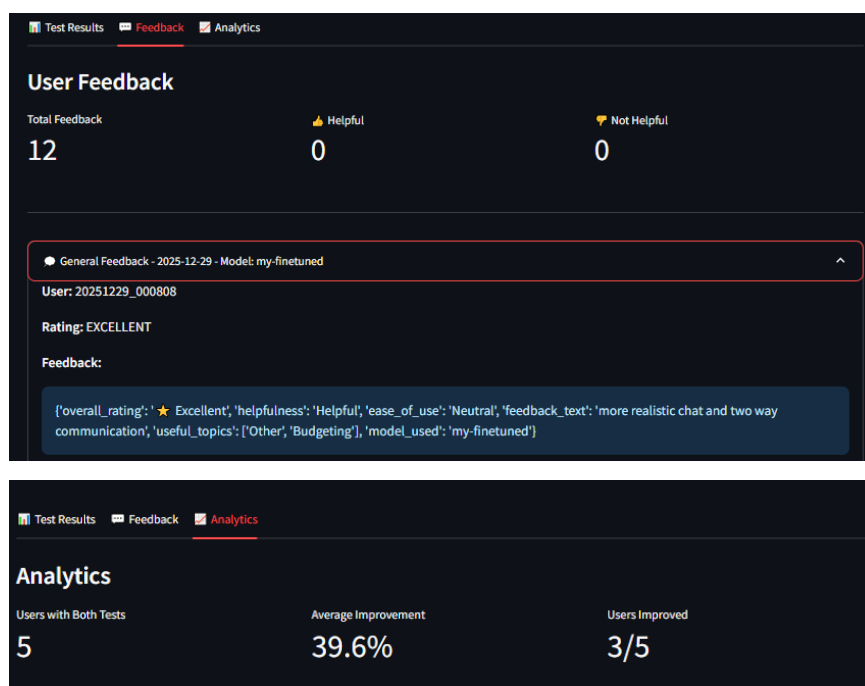 📊 Test Results 💬 Feedback 📈 Analytics
User Feedback
Total Feedback 👍 Helpful 👎 Not Helpful
12 0 0
💬 General Feedback - 2025-12-29 - Model: my-finetuned
User: 20251229_000808
Rating: EXCELLENT
Feedback:
{'overall_rating': '⭐ Excellent', 'helpfulness': 'Helpful', 'ease_of_use': 'Neutral', 'feedback_text': 'more realistic chat and two way
communication', 'useful_topics': ['Other', 'Budgeting'], 'model_used': 'my-finetuned'}
📊 Test Results 💬 Feedback 📈 Analytics
Analytics
Users with Both Tests Average Improvement Users Improved
5 39.6% 3/5